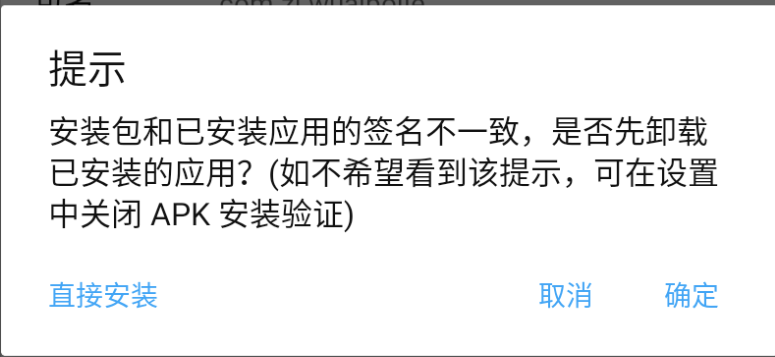 提示
安装包和已安装应用的签名不一致，是否先卸载
已安装的应用？(如不希望看到该提示，可在设置
中关闭 APK 安装验证)
直接安装 取消 确定